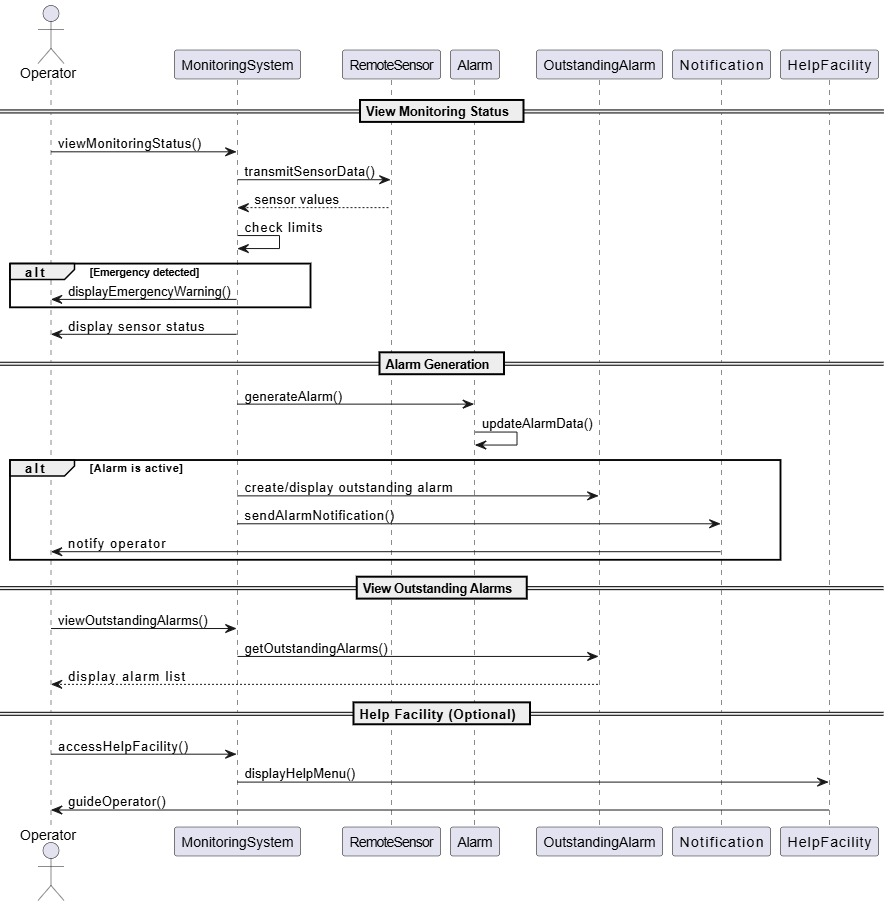 Operator
MonitoringSystem
RemoteSensor
Alarm
OutstandingAlarm
Notification
HelpFacility
View Monitoring Status
viewMonitoringStatus()
transmitSensorData()
sensor values
check limits
alt
[Emergency detected]
displayEmergencyWarning()
display sensor status
Alarm Generation
generateAlarm()
updateAlarmData()
alt
[Alarm is active]
create/display outstanding alarm
sendAlarmNotification()
notify operator
View Outstanding Alarms
viewOutstandingAlarms()
getOutstandingAlarms()
display alarm list
Help Facility (Optional)
accessHelpFacility()
displayHelpMenu()
guideOperator()
Operator
MonitoringSystem
RemoteSensor
Alarm
OutstandingAlarm
Notification
HelpFacility